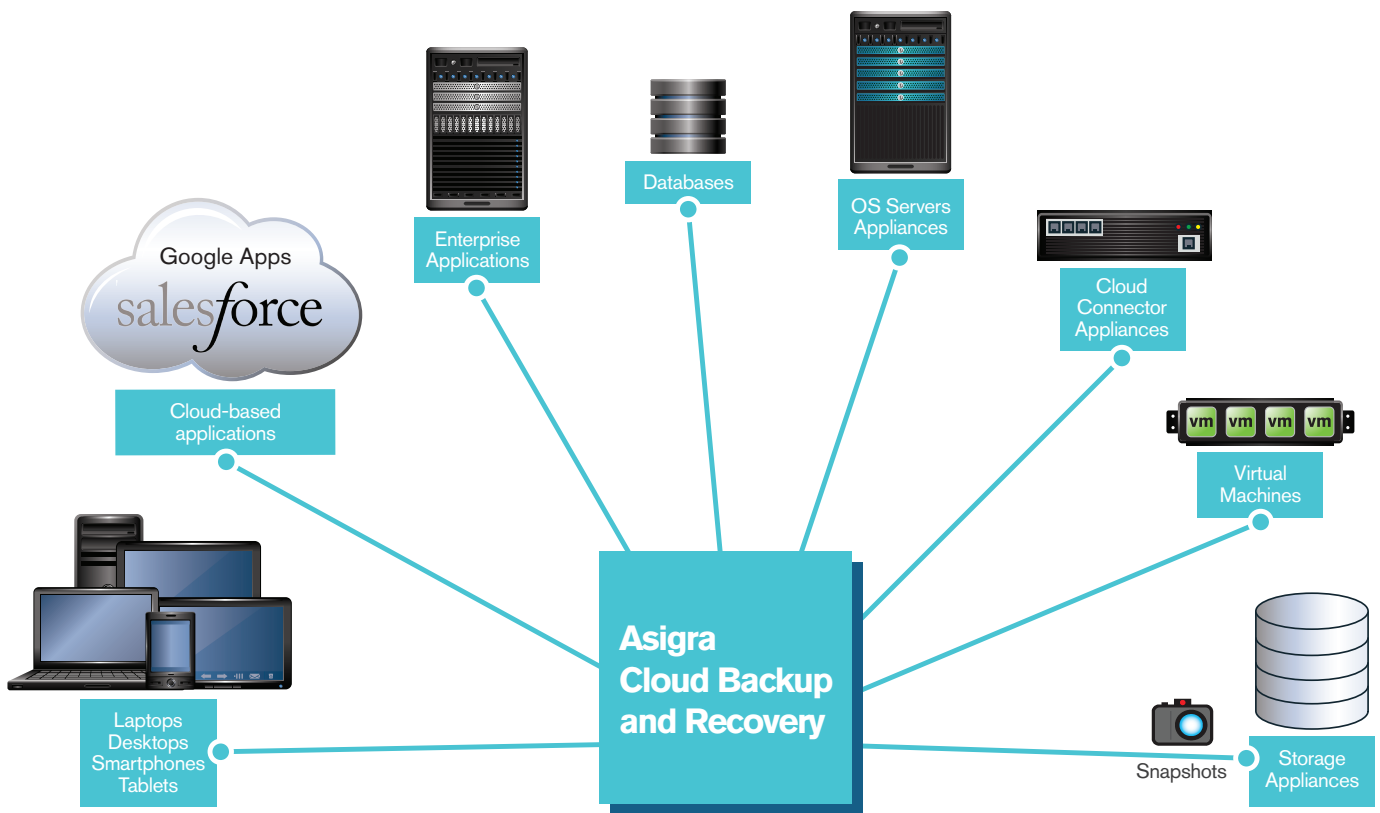 Databases
OS Servers
Appliances
Enterprise
Applications
Google Apps
salesforce
Cloud
Connector
Appliances
Cloud-based
applications
vm vm vm vm
Virtual
Machines
Asigra
Cloud Backup
and Recovery
Laptops
Desktops
Smartphones
Tablets
Snapshots
Storage
Appliances